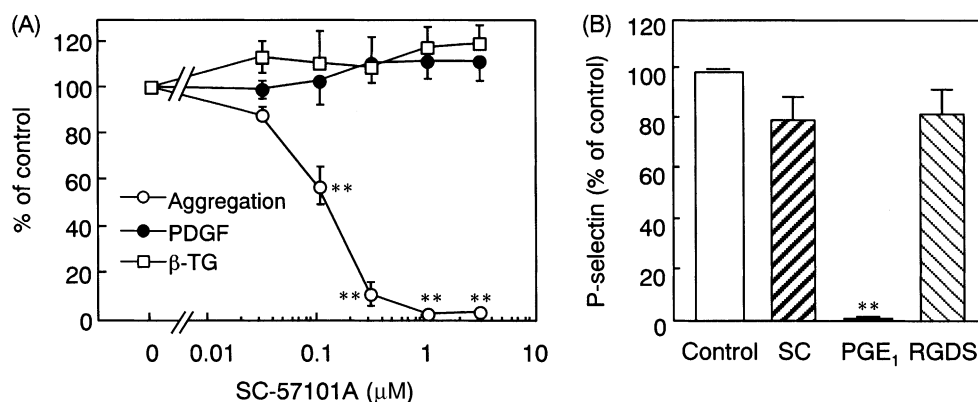 (A)
120
100
80
60
40
20
0
% of control
Aggregation
PDGF
β-TG
**
**
**
**
0
0.01
0.1
1
10
SC-57101A (μM)
(B)
120
100
80
60
40
20
0
P-selectin (% of control)
**
Control
SC
PGE₁
RGDS